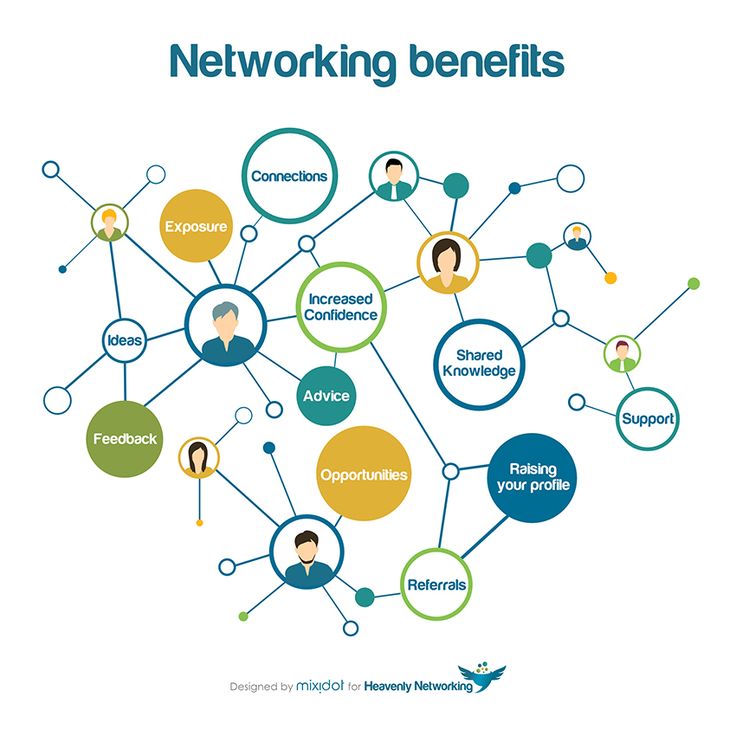 Networking benefits
Connections
Exposure
Increased
Confidence
Ideas
Shared
Knowledge
Advice
Support
Feedback
Opportunities
Raising
your profile
Referrals
Designed by mixidot for Heavenly Networking